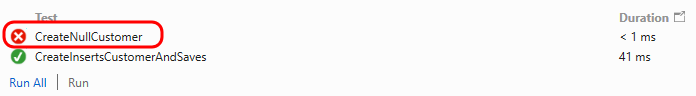 Test Duration
CreateNullCustomer < 1 ms
CreateInsertsCustomerAndSaves 41 ms
Run All | Run